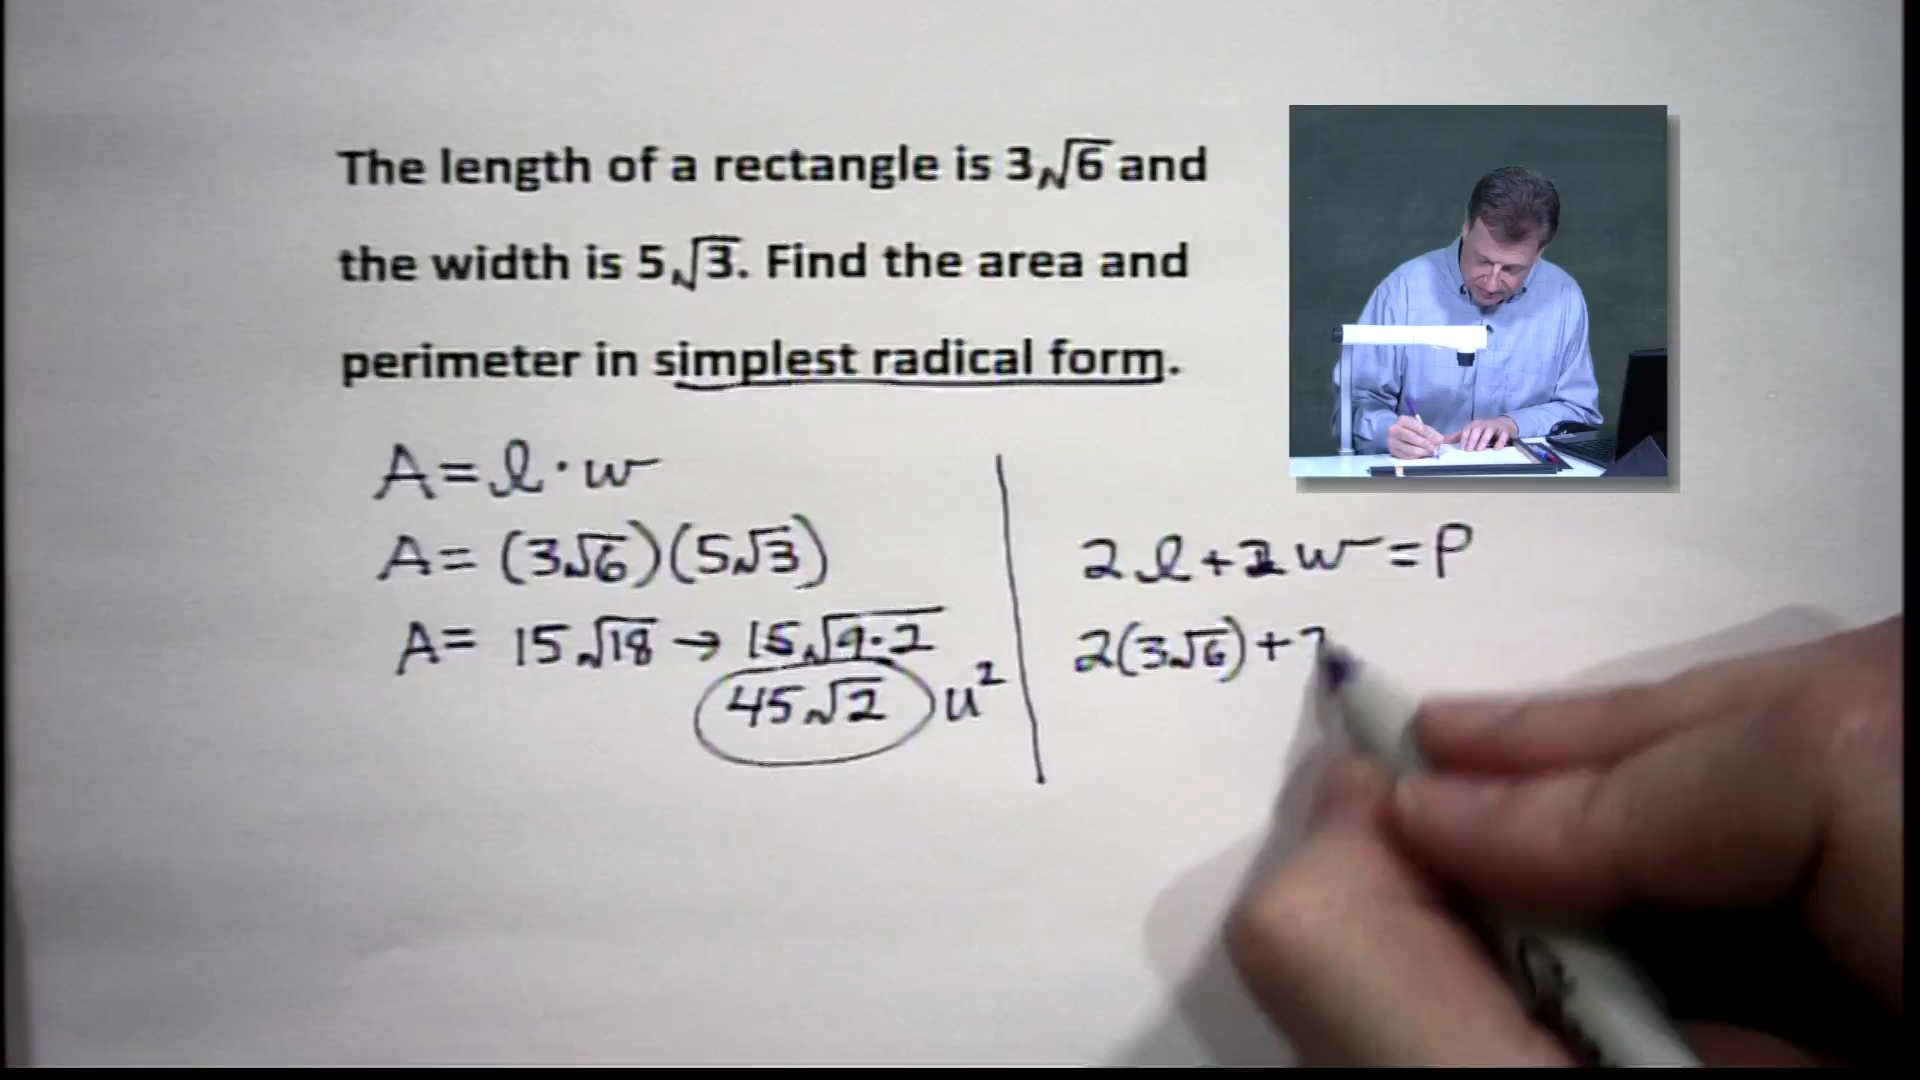 The length of a rectangle is 3√6 and
the width is 5√3. Find the area and
perimeter in simplest radical form.
A = l · w
A = (3√6)(5√3)
A = 15√18 → 15√9·2
45√2 u²
2l + 2w = P
2(3√6) + 2